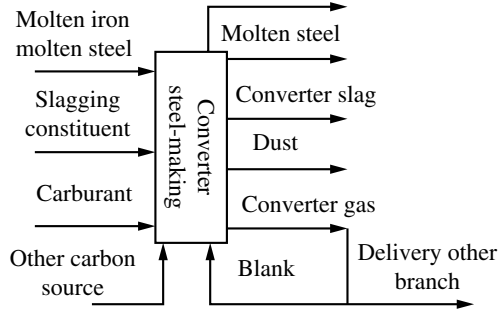 Molten iron
molten steel
Molten steel
Slagging
constituent
Converter
steel-making
Converter slag
Dust
Carburant
Converter gas
Other carbon
source
Blank
Delivery other
branch